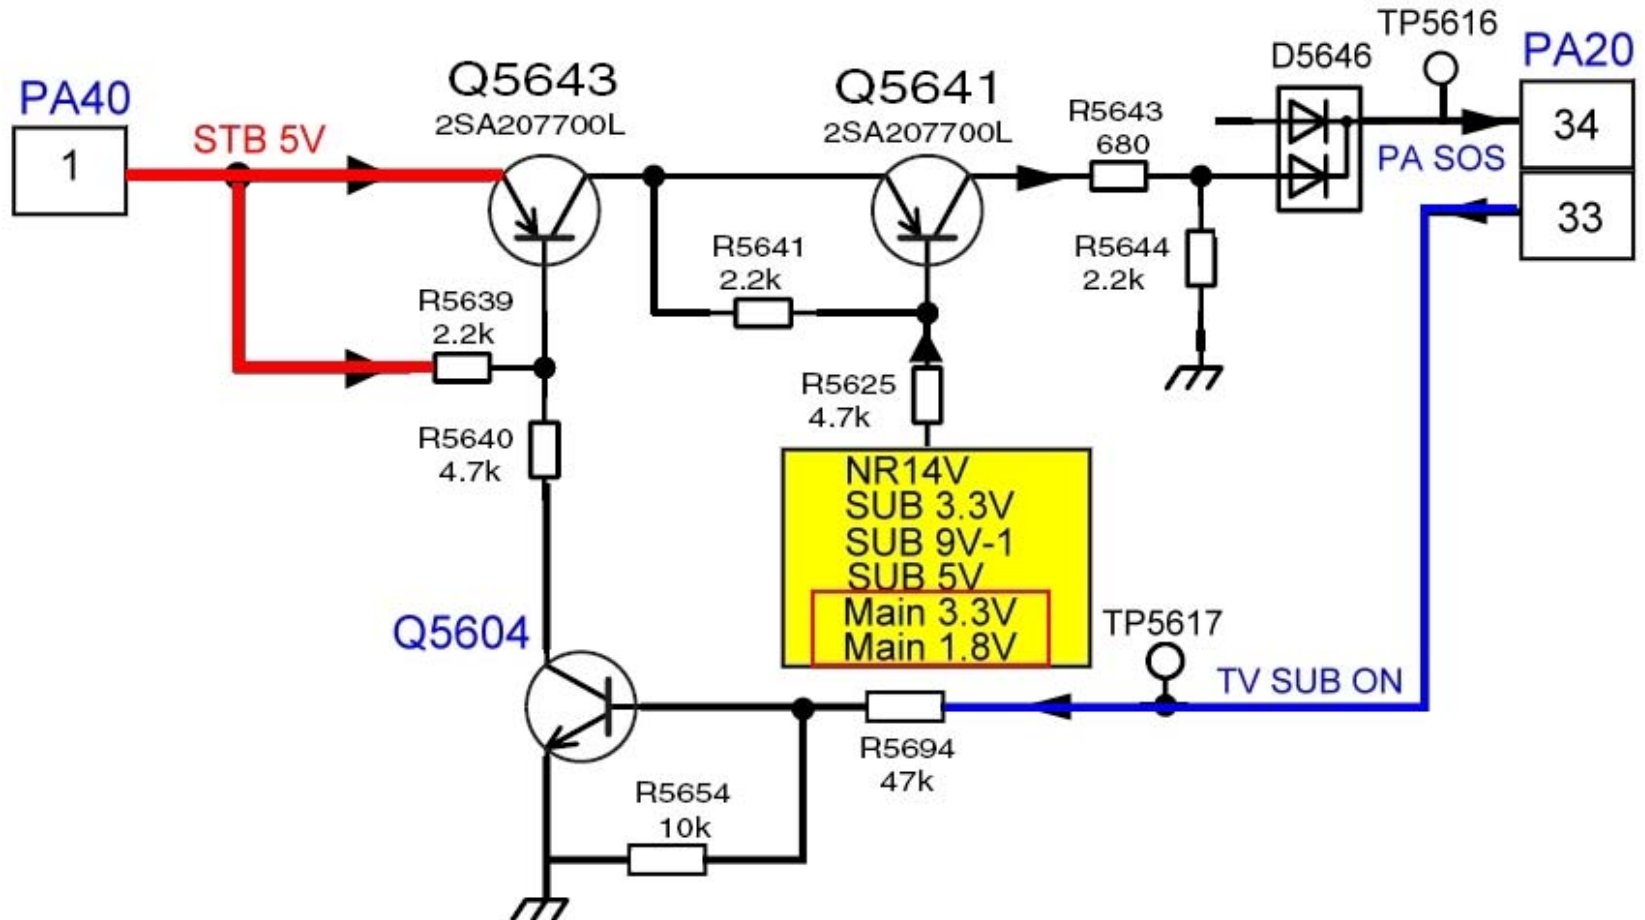 TP5616
PA20
D5646
Q5643
2SA207700L
Q5641
2SA207700L
R5643
680
PA40
1
STB 5V
34
PA SOS
33
R5641
2.2k
R5644
2.2k
R5639
2.2k
R5625
4.7k
R5640
4.7k
NR14V
SUB 3.3V
SUB 9V-1
SUB 5V
Main 3.3V
Main 1.8V
Q5604
TP5617
TV SUB ON
R5694
47k
R5654
10k